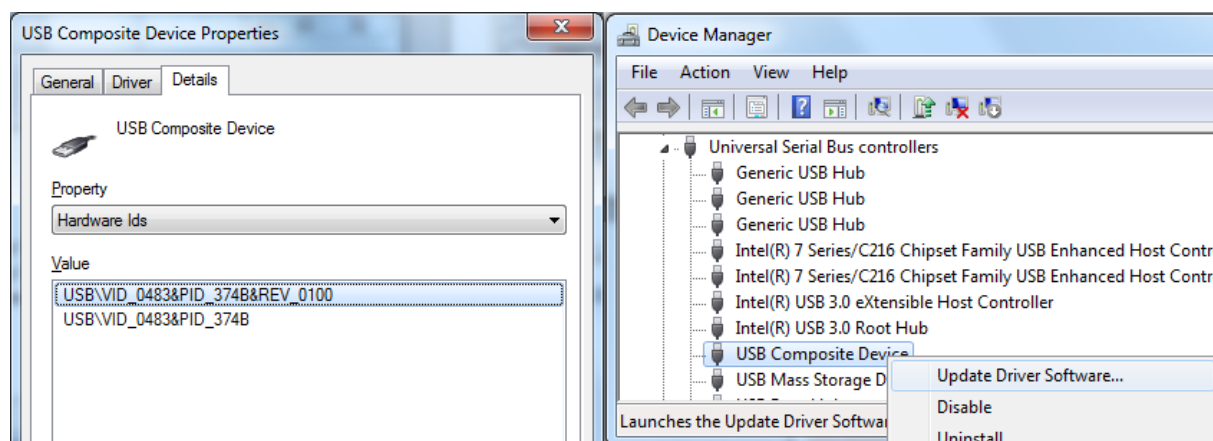 USB Composite Device Properties
General Driver Details
USB Composite Device
Property
Hardware Ids
Value
USB\VID_0483&PID_374B&REV_0100
USB\VID_0483&PID_374B
Device Manager
File Action View Help
Universal Serial Bus controllers
Generic USB Hub
Generic USB Hub
Generic USB Hub
Intel(R) 7 Series/C216 Chipset Family USB Enhanced Host Contr
Intel(R) 7 Series/C216 Chipset Family USB Enhanced Host Contr
Intel(R) USB 3.0 eXtensible Host Controller
Intel(R) USB 3.0 Root Hub
USB Composite Device
USB Mass Storage D
Launches the Update Driver Softwa
Update Driver Software...
Disable
Uninstall